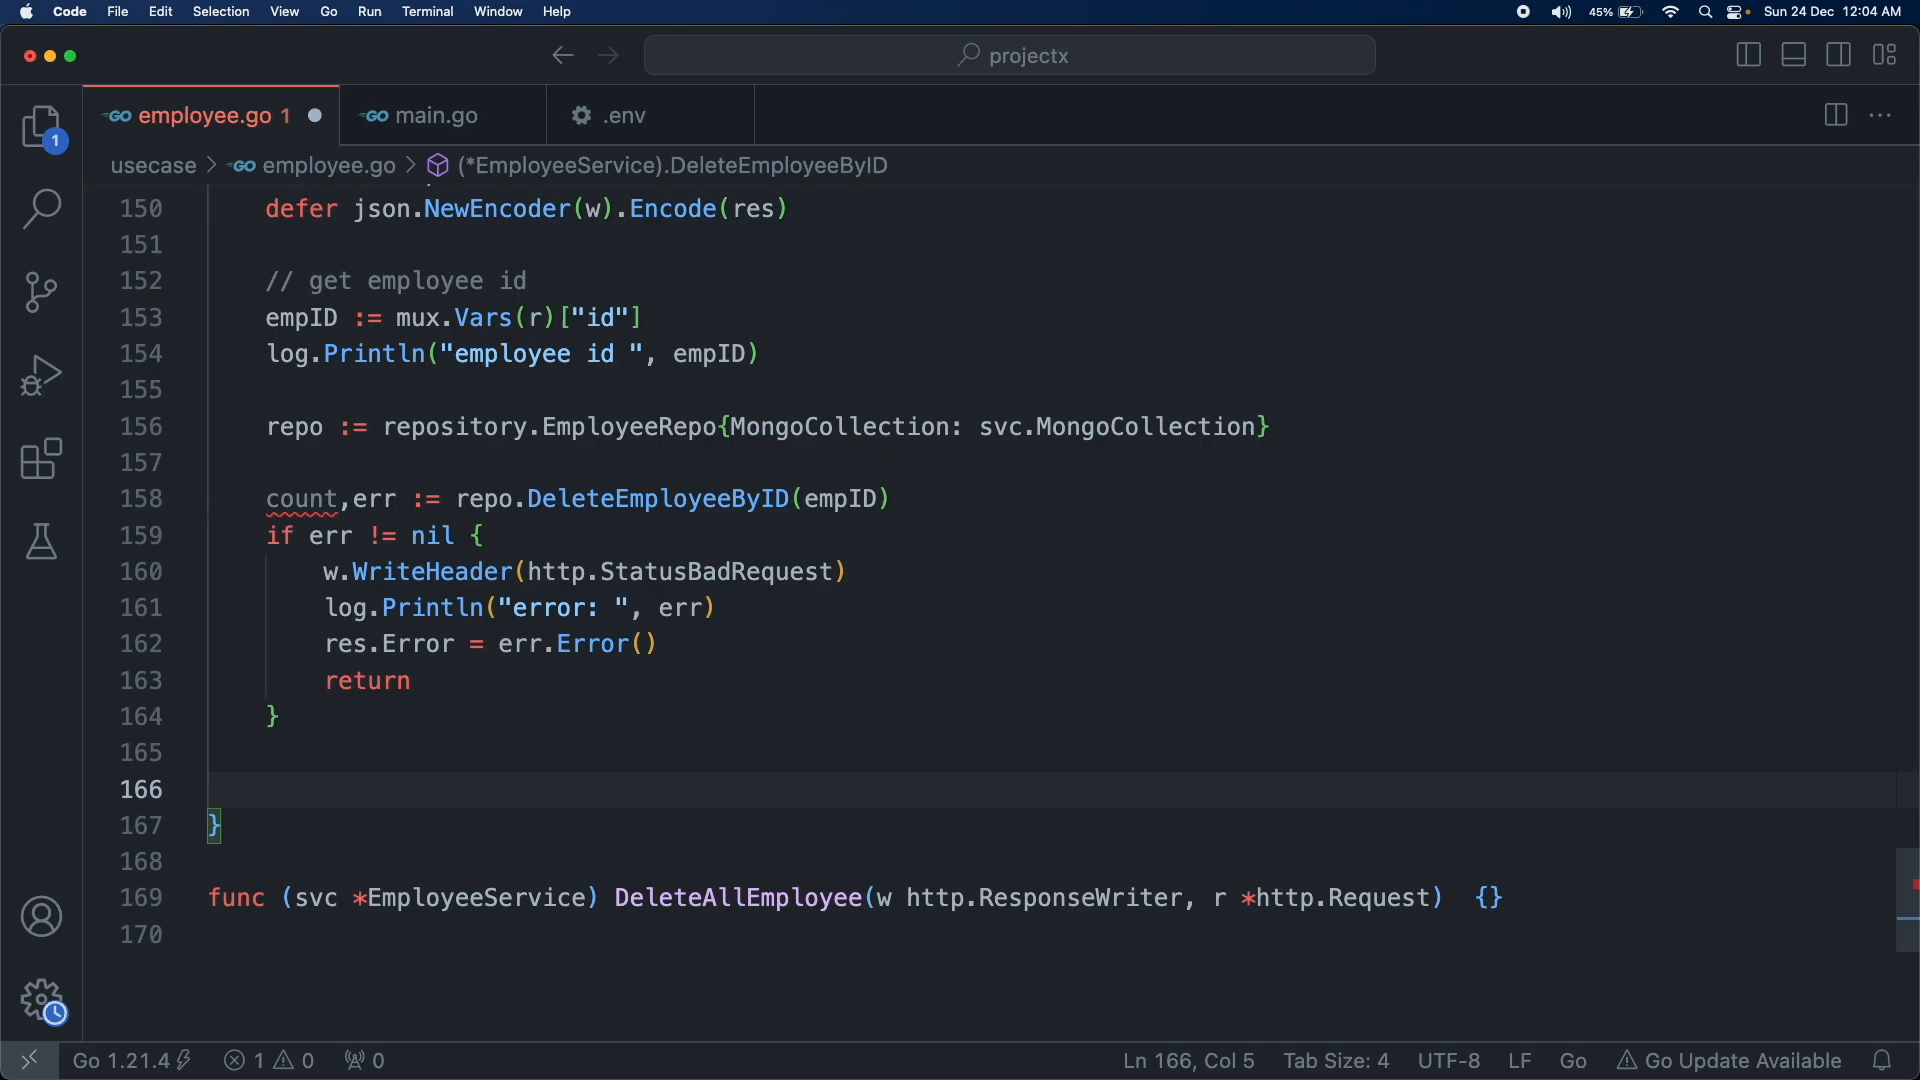 Code File Edit Selection View Go Run Terminal Window Help 45% Sun 24 Dec 12:04 AM
projectx
GO employee.go 1 GO main.go .env
usecase > GO employee.go > (*EmployeeService).DeleteEmployeeByID
1
150 defer json.NewEncoder(w).Encode(res)
151
152 // get employee id
153 empID := mux.Vars(r)["id"]
154 log.Println("employee id ", empID)
155
156 repo := repository.EmployeeRepo{MongoCollection: svc.MongoCollection}
157
158 count,err := repo.DeleteEmployeeByID(empID)
159 if err != nil {
160 w.WriteHeader(http.StatusBadRequest)
161 log.Println("error: ", err)
162 res.Error = err.Error()
163 return
164 }
165
166
167 }
168
169 func (svc *EmployeeService) DeleteAllEmployee(w http.ResponseWriter, r *http.Request) {}
170
Go 1.21.4 1 0 0 Ln 166, Col 5 Tab Size: 4 UTF-8 LF Go Go Update Available